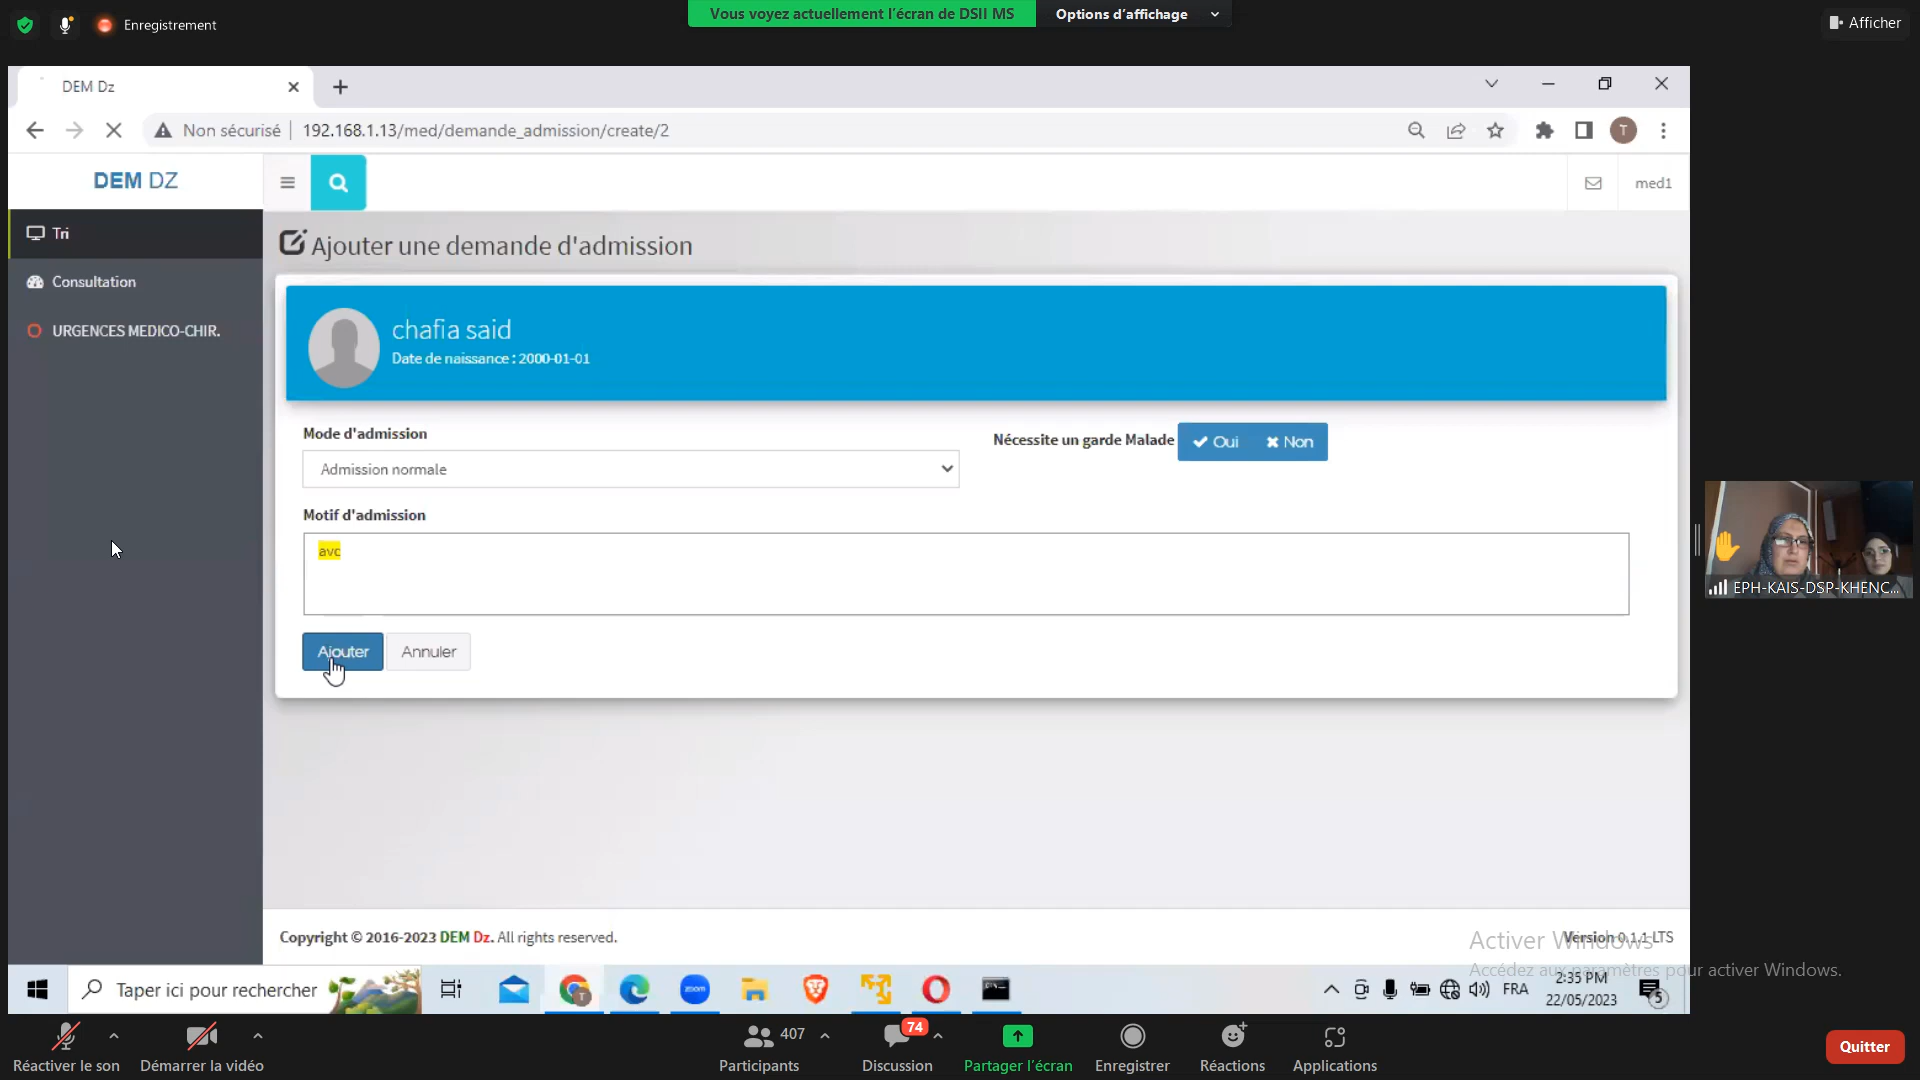 Enregistrement
Vous voyez actuellement l'écran de DSII MS
Options d'affichage
Afficher
DEM Dz
Non sécurisé
192.168.1.13/med/demande_admission/create/2
T
DEM DZ
med1
Tri
Consultation
URGENCES MEDICO-CHIR.
Ajouter une demande d'admission
chafia said
Date de naissance : 2000-01-01
Mode d'admission
Admission normale
Nécessite un garde Malade
Oui
Non
Motif d'admission
avc
Ajouter
Annuler
EPH-KAIS-DSP-KHENC...
Copyright © 2016-2023 DEM Dz. All rights reserved.
Version 0.1.1 LTS
Activer Windows
Accédez aux paramètres pour activer Windows.
Taper ici pour rechercher
T
zoom
FRA
2:35 PM
22/05/2023
5
Réactiver le son
Démarrer la vidéo
407
Participants
74
Discussion
Partager l'écran
Enregistrer
Réactions
Applications
Quitter